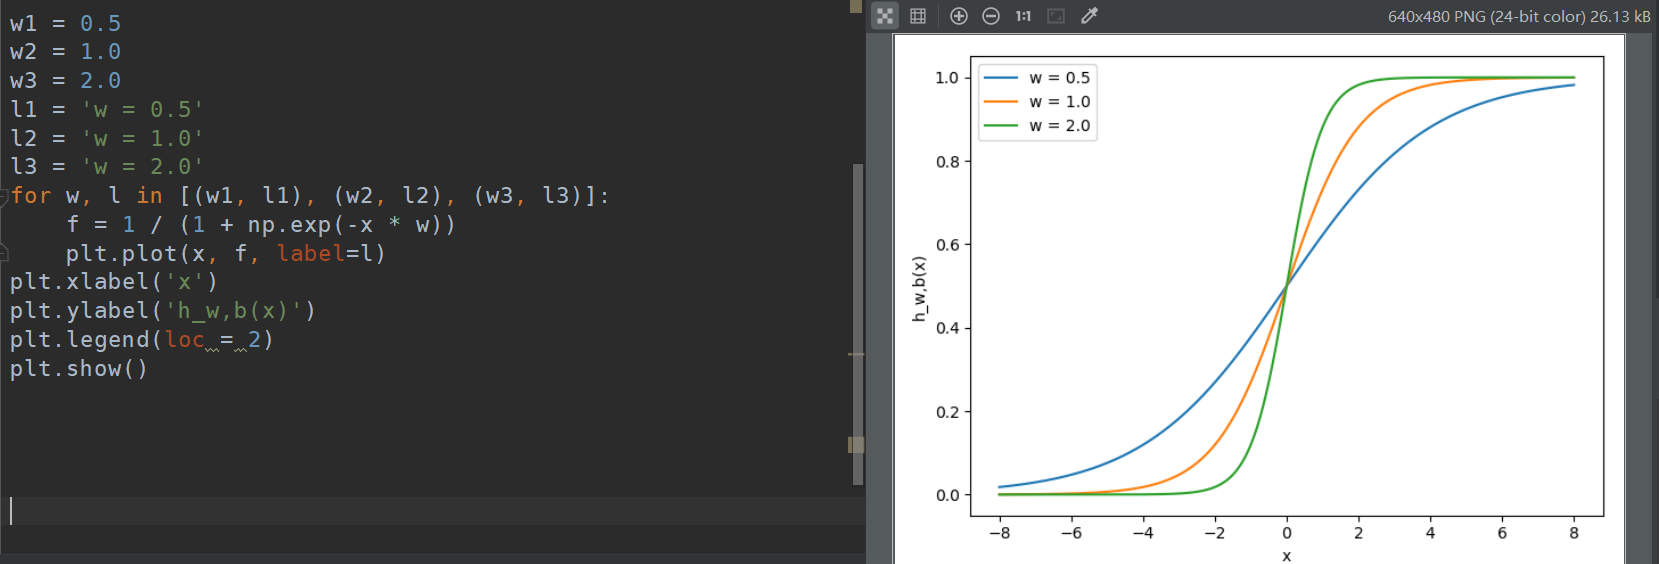 w1 = 0.5
w2 = 1.0
w3 = 2.0
l1 = 'w = 0.5'
l2 = 'w = 1.0'
l3 = 'w = 2.0'
for w, l in [(w1, l1), (w2, l2), (w3, l3)]:
    f = 1 / (1 + np.exp(-x * w))
    plt.plot(x, f, label=l)
plt.xlabel('x')
plt.ylabel('h_w,b(x)')
plt.legend(loc = 2)
plt.show()
1:1
640x480 PNG (24-bit color) 26.13 kB
w = 0.5
w = 1.0
w = 2.0
1.0
0.8
0.6
0.4
0.2
0.0
h_w,b(x)
−8 −6 −4 −2 0 2 4 6 8
x